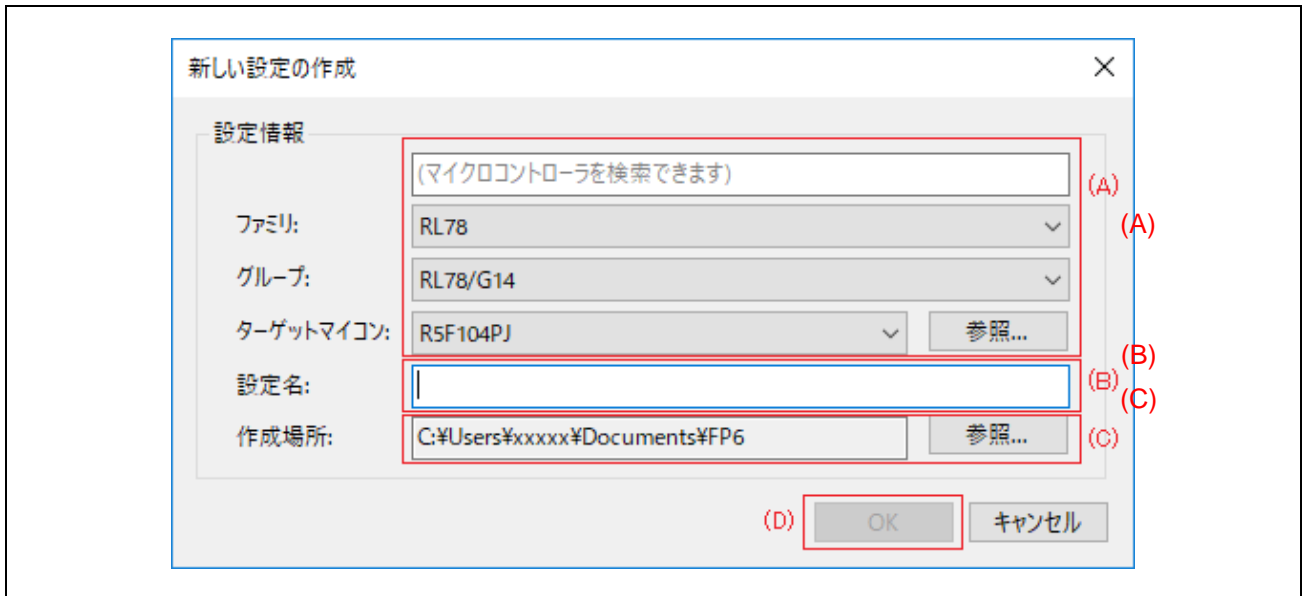 新しい設定の作成
設定情報
(マイクロコントローラを検索できます)
(A)
ファミリ: RL78
(A)
グループ: RL78/G14
ターゲットマイコン: R5F104PJ 参照...
(B)
設定名:
(B)
(C)
作成場所: C:¥Users¥xxxxx¥Documents¥FP6 参照...
(C)
(D) OK キャンセル